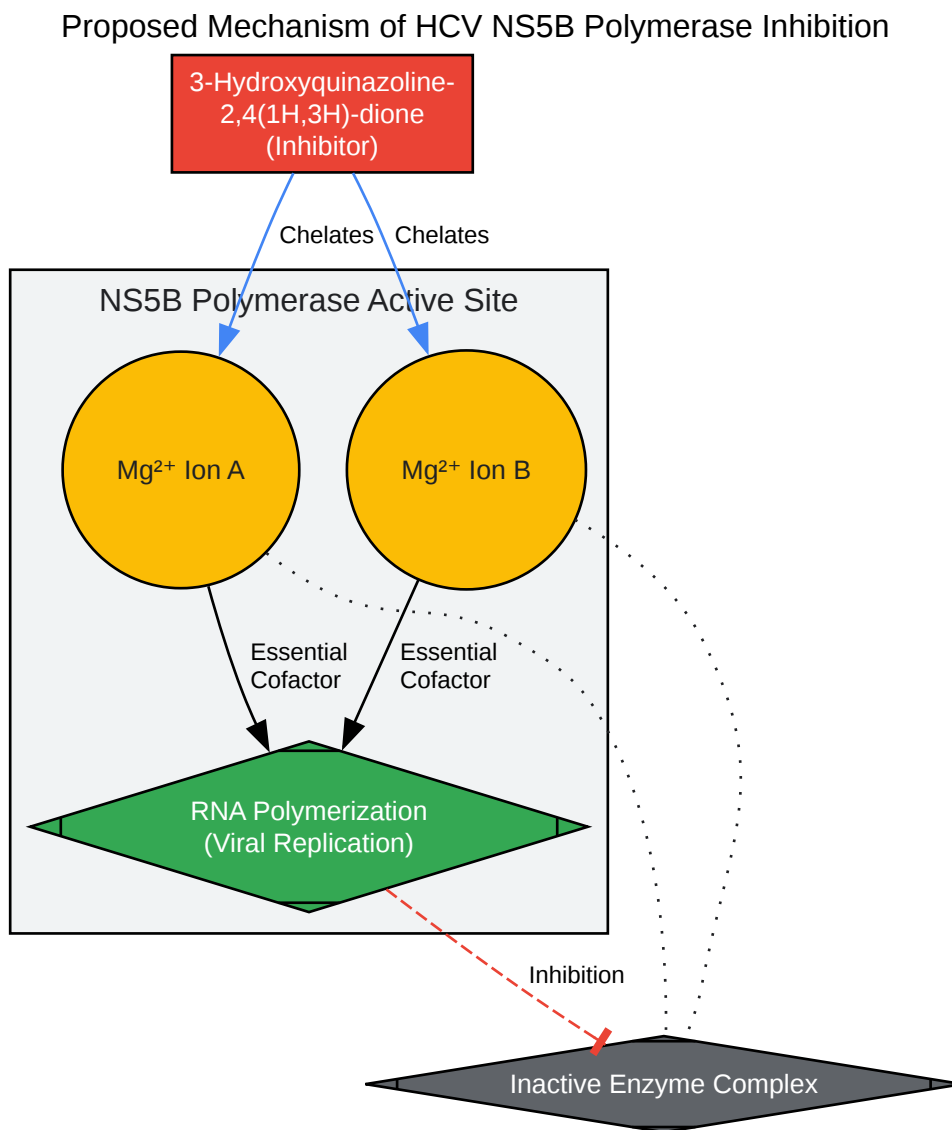 Proposed Mechanism of HCV NS5B Polymerase Inhibition
3-Hydroxyquinazoline-
2,4(1H,3H)-dione
(Inhibitor)
Chelates
Chelates
NS5B Polymerase Active Site
Mg²⁺ Ion A
Mg²⁺ Ion B
Essential
Cofactor
Essential
Cofactor
RNA Polymerization
(Viral Replication)
Inhibition
Inactive Enzyme Complex